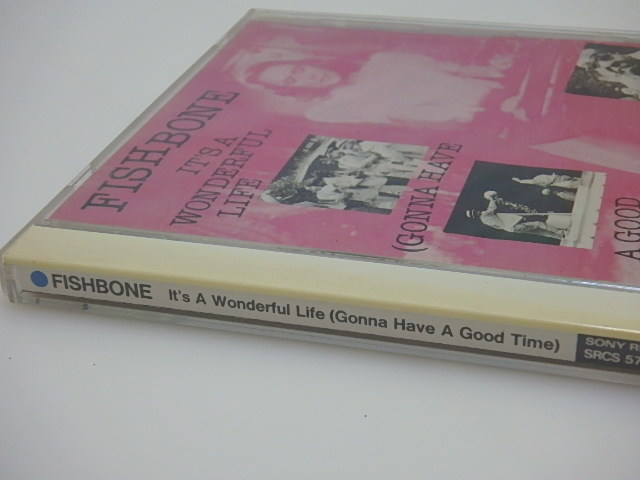 FISHBONE
IT'S A
WONDERFUL
LIFE
(GONNA HAVE
A GOOD
FISHBONE It's A Wonderful Life (Gonna Have A Good Time)
SONY
SRCS 57